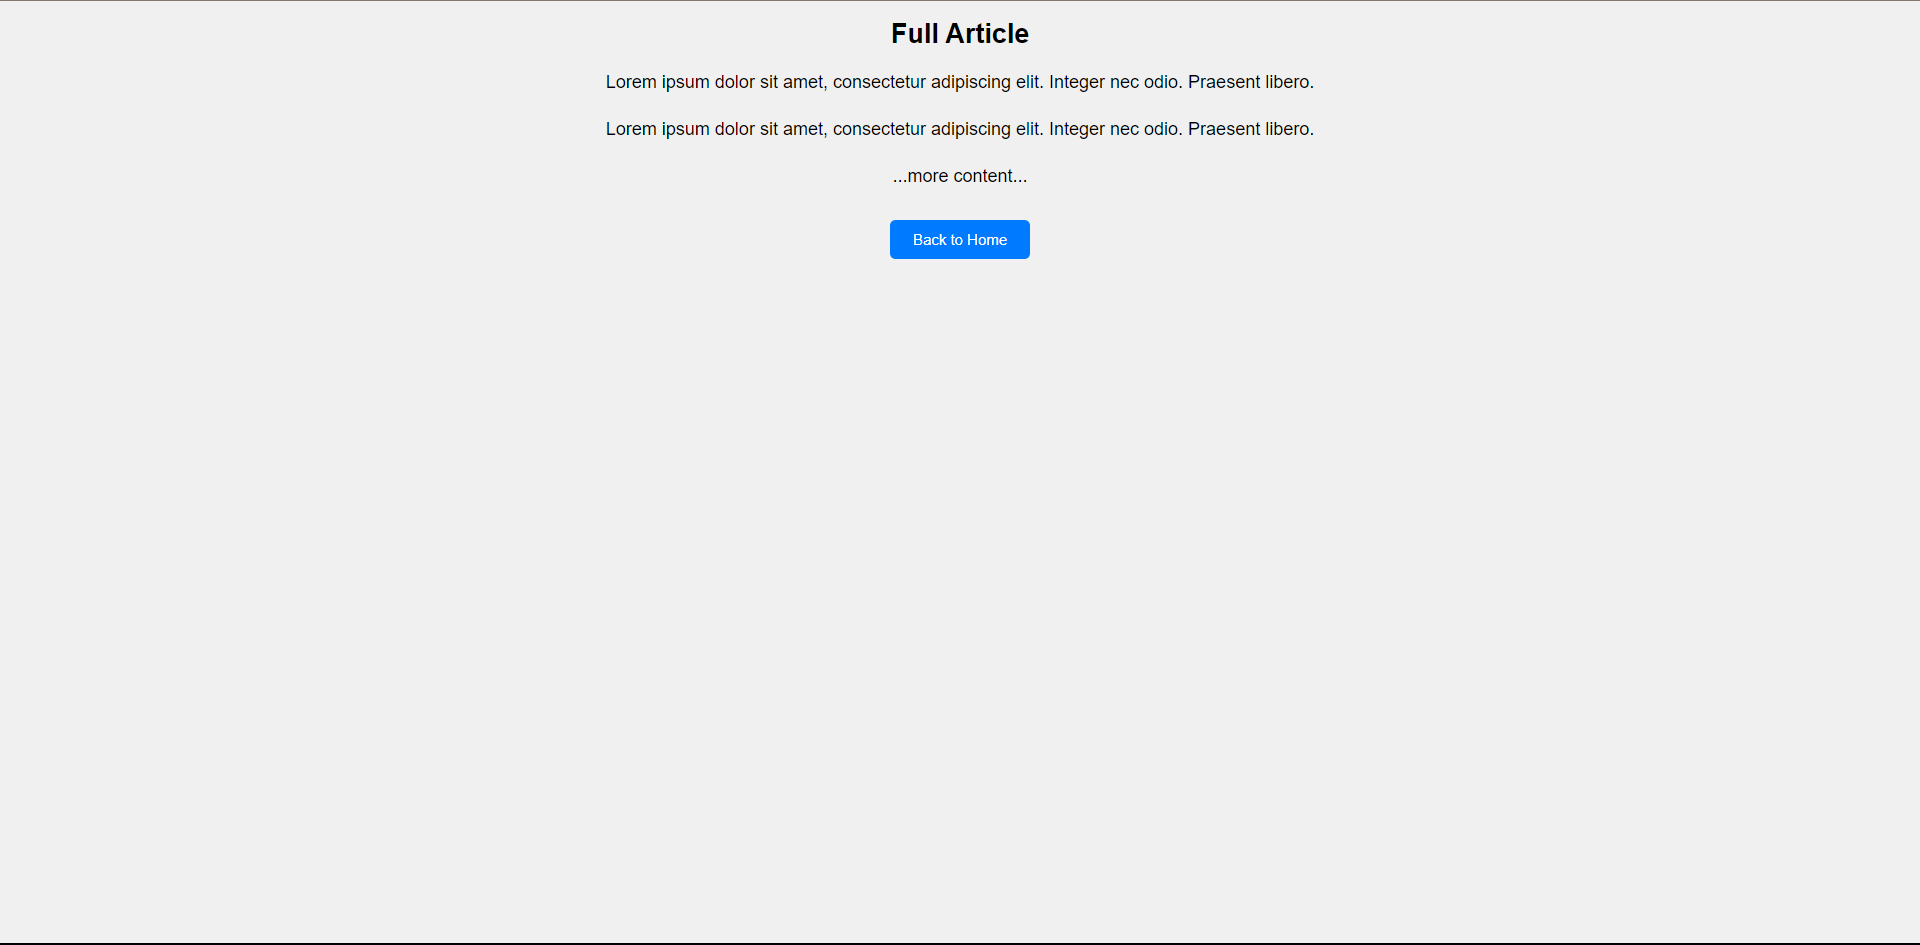 Full Article
Lorem ipsum dolor sit amet, consectetur adipiscing elit. Integer nec odio. Praesent libero.
Lorem ipsum dolor sit amet, consectetur adipiscing elit. Integer nec odio. Praesent libero.
...more content...
Back to Home